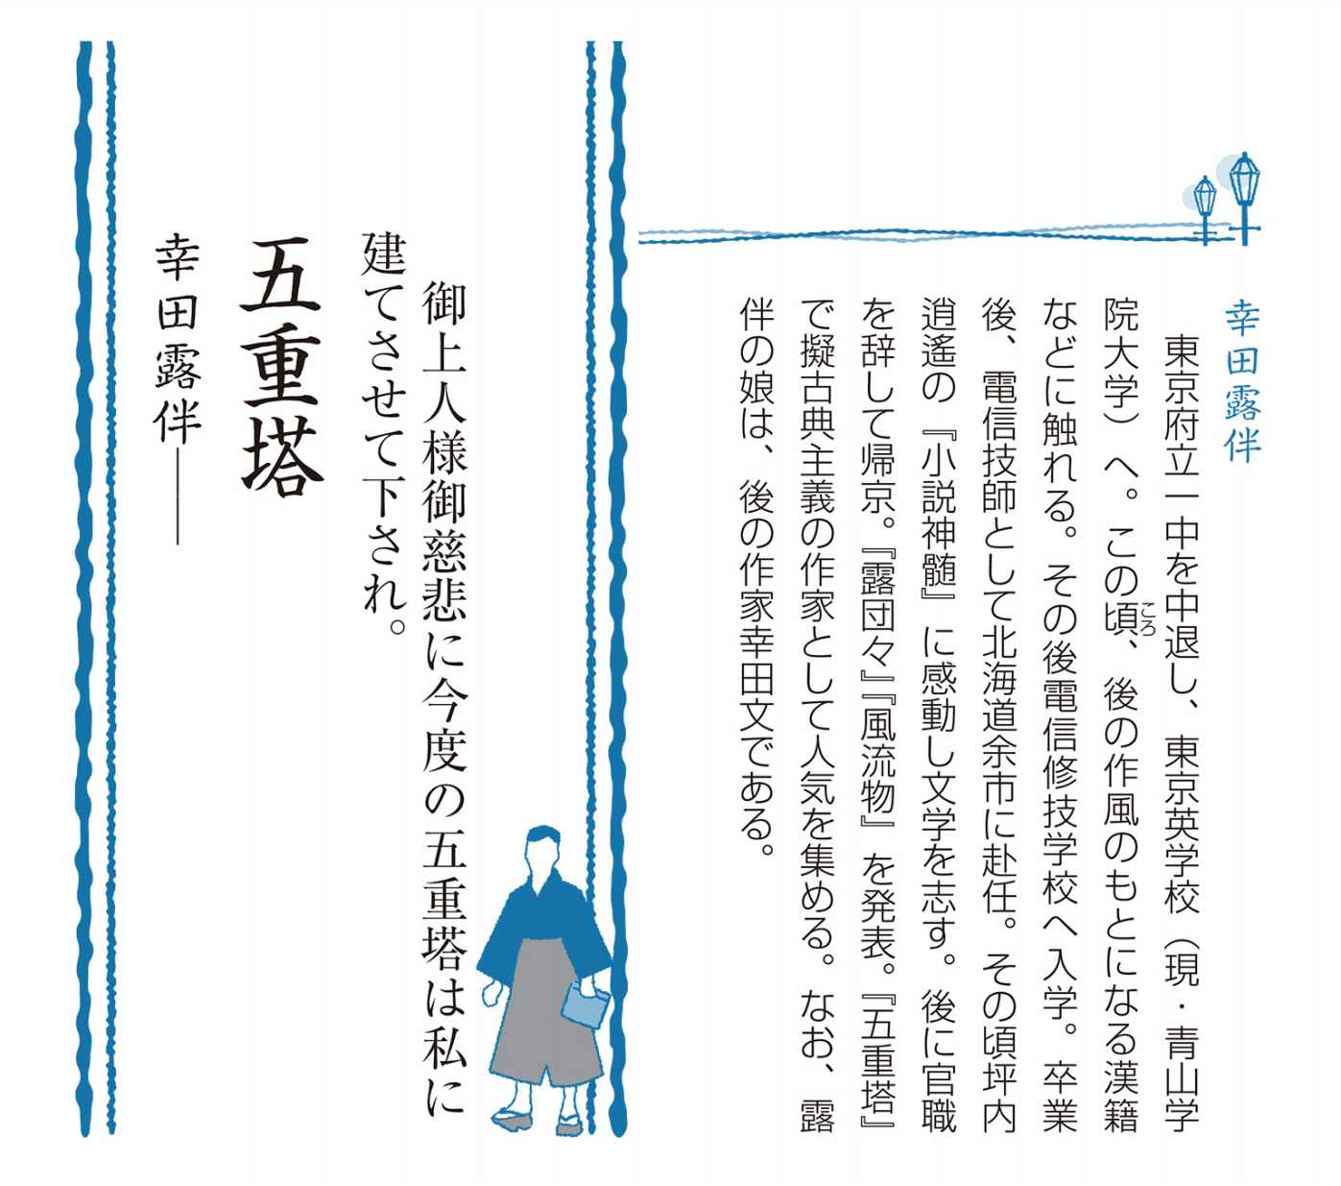 幸田露伴
東京府立一中を中退し、東京英学校（現・青山学
院大学）へ。この頃、後の作風のもとになる漢籍
ころ
などに触れる。その後電信修技学校へ入学。卒業
後、電信技師として北海道余市に赴任。その頃坪内
逍遙の『小説神髄』に感動し文学を志す。後に官職
を辞して帰京。『露団々』『風流物』を発表。『五重塔』
で擬古典主義の作家として人気を集める。なお、露
伴の娘は、後の作家幸田文である。
御上人様御慈悲に今度の五重塔は私に
建てさせて下され。
五重塔
幸田露伴――